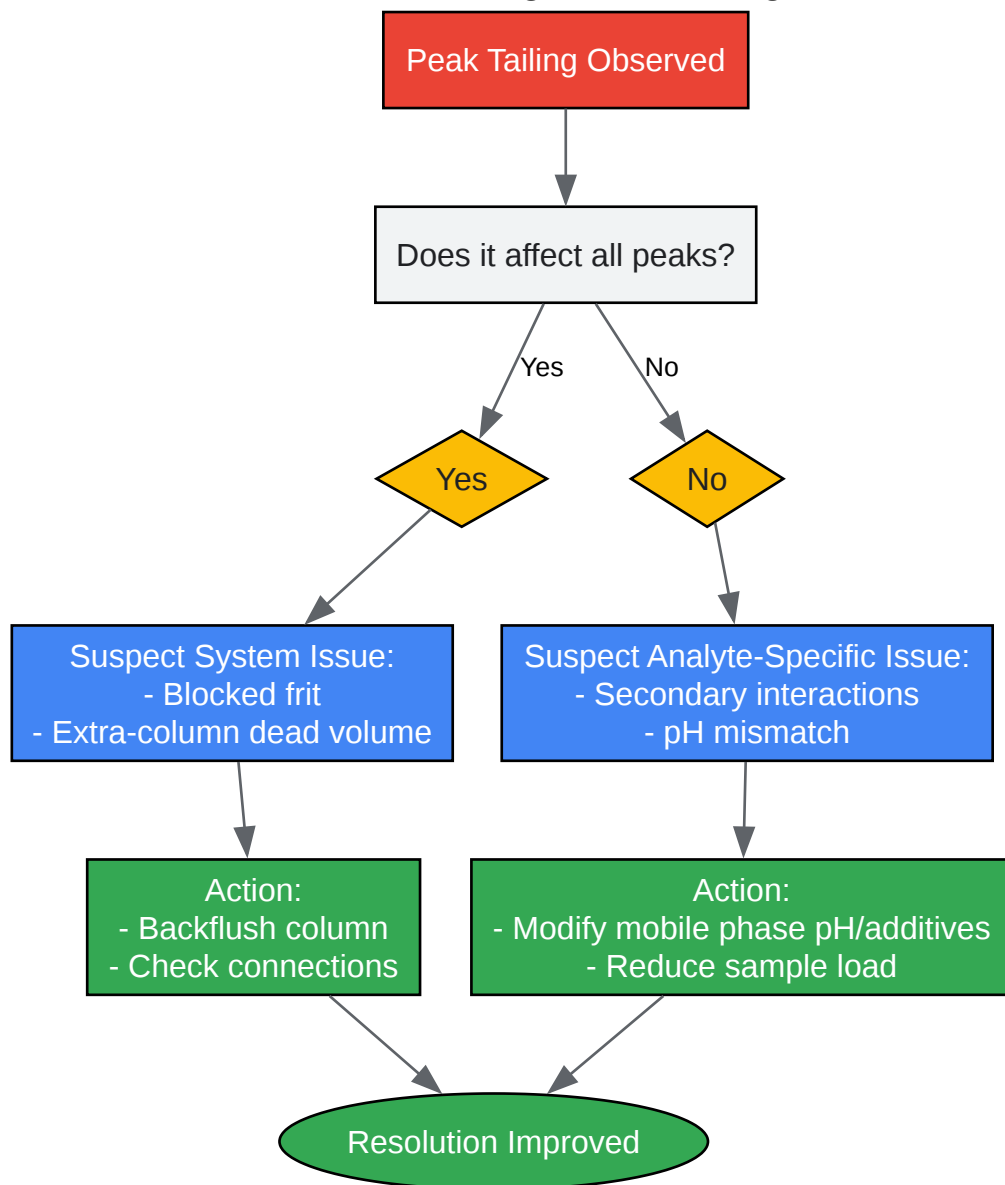 Peak Tailing Observed
Does it affect all peaks?
Yes
No
Yes
No
Suspect System Issue:
- Blocked frit
- Extra-column dead volume
Suspect Analyte-Specific Issue:
- Secondary interactions
- pH mismatch
Action:
- Backflush column
- Check connections
Action:
- Modify mobile phase pH/additives
- Reduce sample load
Resolution Improved